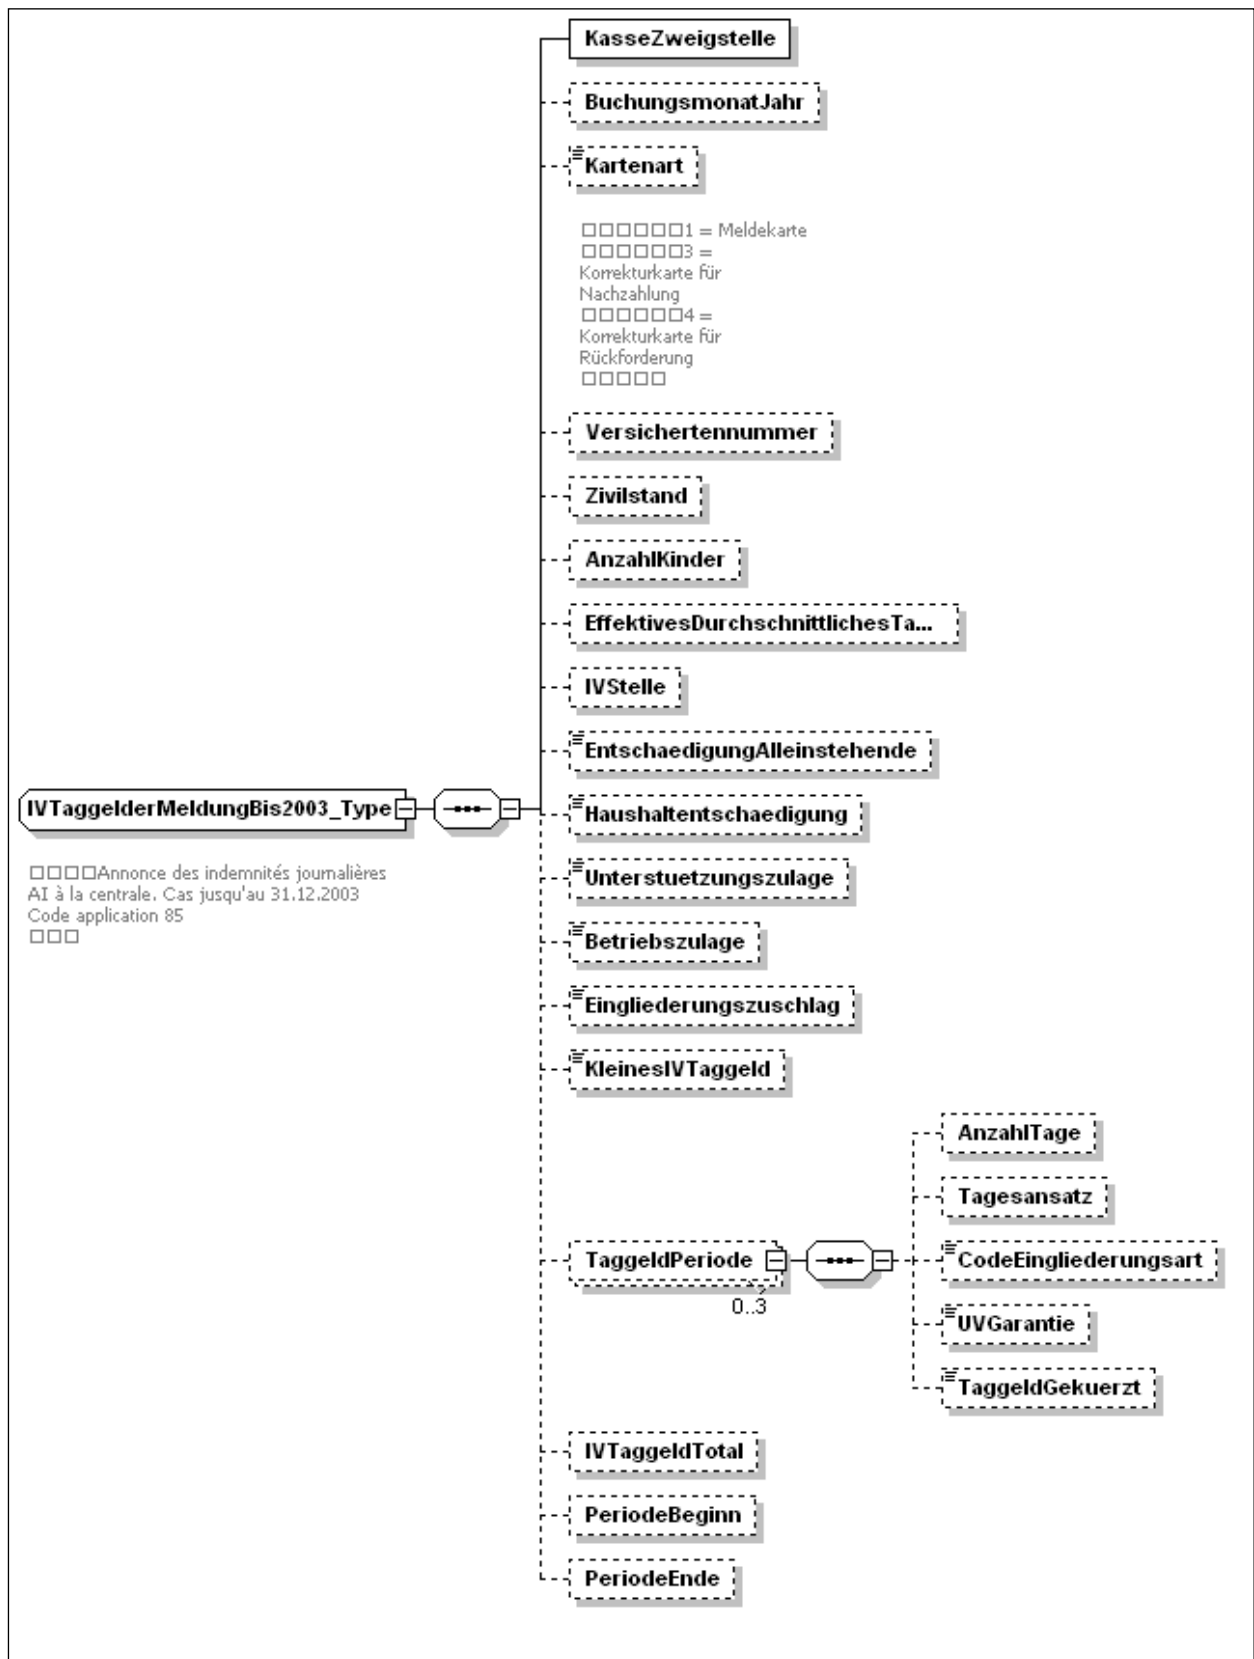 KasseZweigstelle
BuchungsmonatJahr
Kartenart
□□□□□□1 = Meldekarte
□□□□□□3 =
Korrekturkarte für
Nachzahlung
□□□□□□4 =
Korrekturkarte für
Rückforderung
□□□□□
Versichertennummer
Zivilstand
AnzahlKinder
EffektivesDurchschnittlichesTa...
IVStelle
EntschaedigungAlleinstehende
IVTaggelderMeldungBis2003_Type
□□□□Annonce des indemnités journalières
AI à la centrale. Cas jusqu'au 31.12.2003
Code application 85
□□□
Haushaltentschaedigung
Unterstuetzungszulage
Betriebszulage
Eingliederungszuschlag
KleinesIVTaggeld
TaggeldPeriode
0..3
AnzahlTage
Tagesansatz
CodeEingliederungsart
UVGarantie
TaggeldGekuerzt
IVTaggeldTotal
PeriodeBeginn
PeriodeEnde